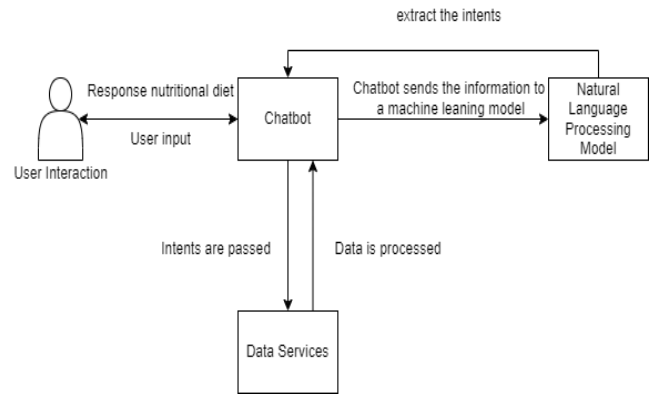 extract the intents
Response nutritional diet
Chatbot sends the information to
a machine leaning model
Natural
Language
Processing
Model
Chatbot
User input
User Interaction
Intents are passed
Data is processed
Data Services